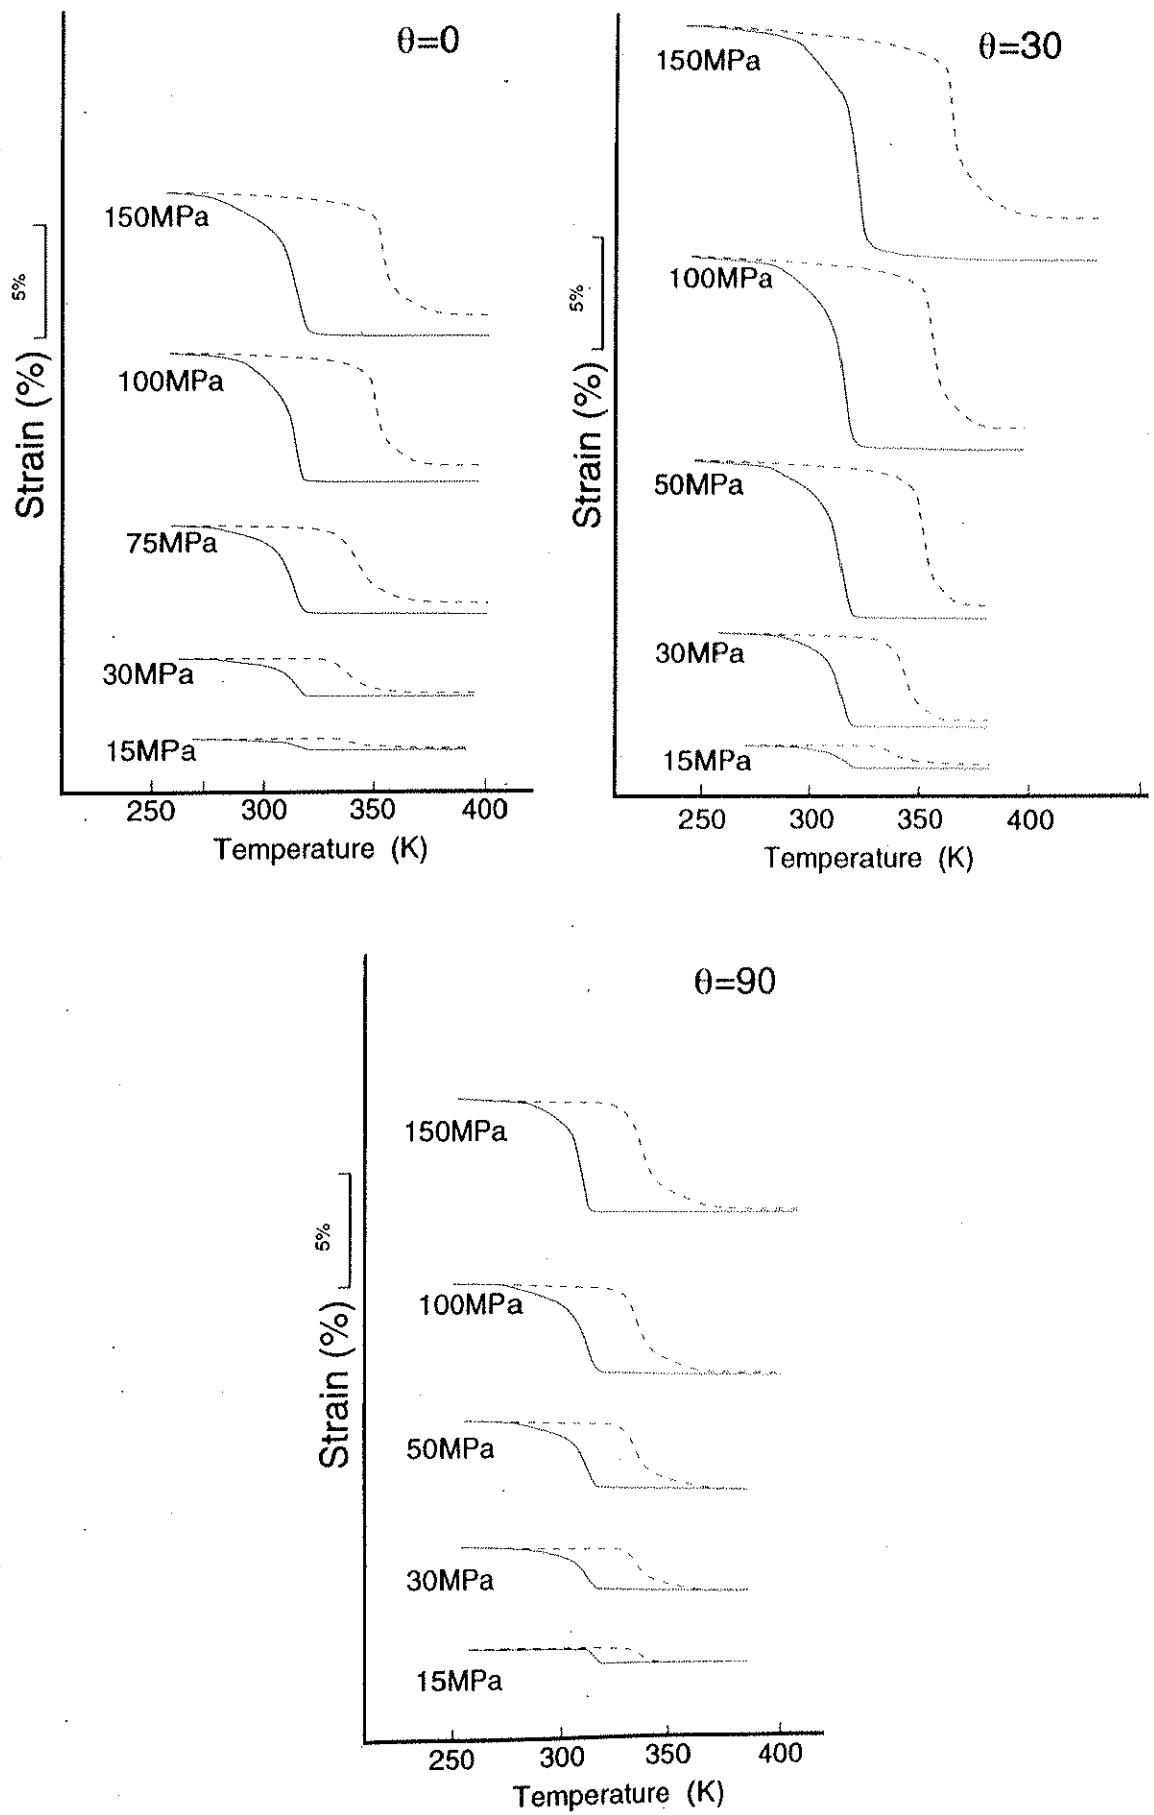 θ=0
150MPa
5%
100MPa
Strain (%)
75MPa
30MPa
15MPa
250 300 350 400
Temperature (K)
θ=30
150MPa
100MPa
5%
50MPa
Strain (%)
30MPa
15MPa
250 300 350 400
Temperature (K)
θ=90
150MPa
5%
100MPa
Strain (%)
50MPa
30MPa
15MPa
250 300 350 400
Temperature (K)